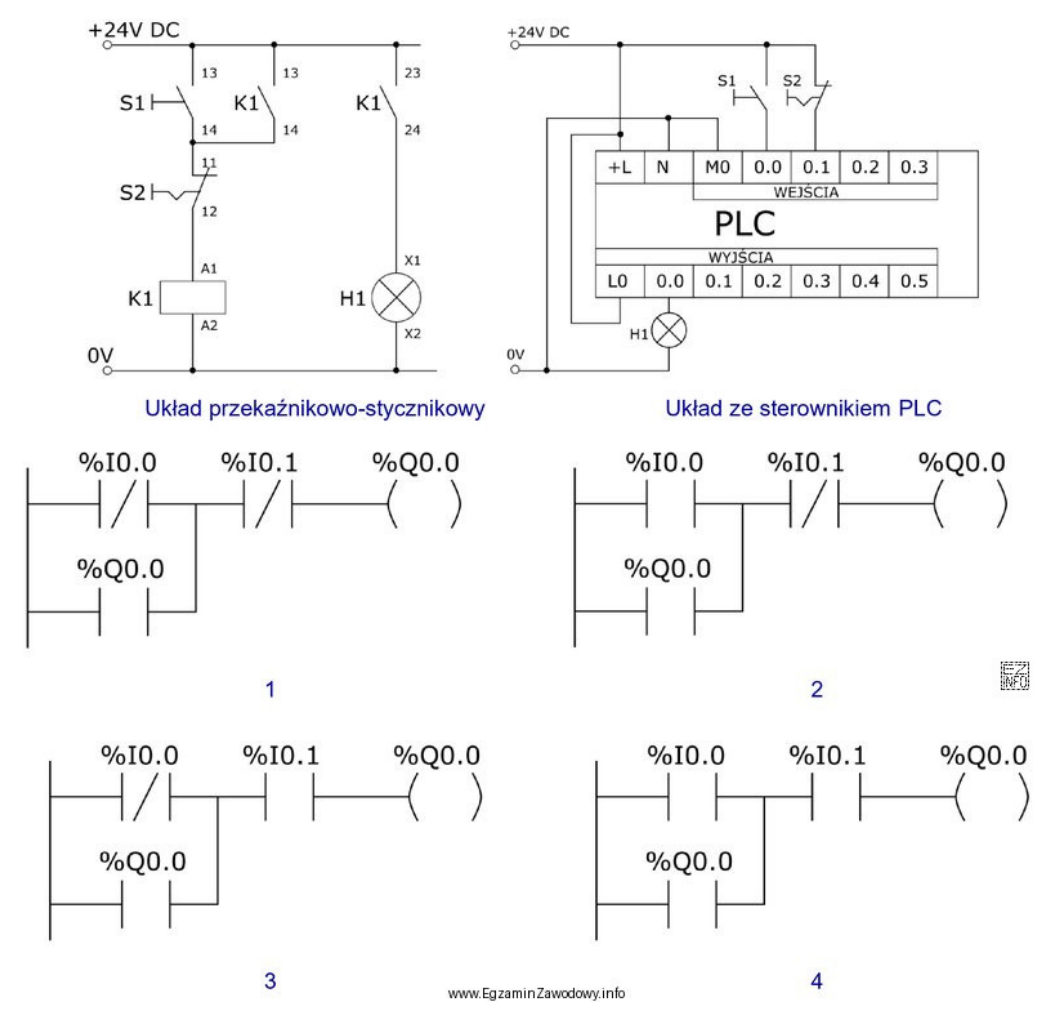 +24V DC
13 13 23
S1 K1 K1
14 14 24
11
S2
12
A1 X1
K1 H1
A2 X2
0V
Układ przekaźnikowo-stycznikowy
+24V DC
S1 S2
+L N M0 0.0 0.1 0.2 0.3
WEJŚCIA
PLC
WYJŚCIA
L0 0.0 0.1 0.2 0.3 0.4 0.5
H1
0V
Układ ze sterownikiem PLC
%I0.0 %I0.1 %Q0.0
%Q0.0
1
%I0.0 %I0.1 %Q0.0
%Q0.0
2
EZ
INFO
%I0.0 %I0.1 %Q0.0
%Q0.0
3
%I0.0 %I0.1 %Q0.0
%Q0.0
4
www.EgzaminZawodowy.info